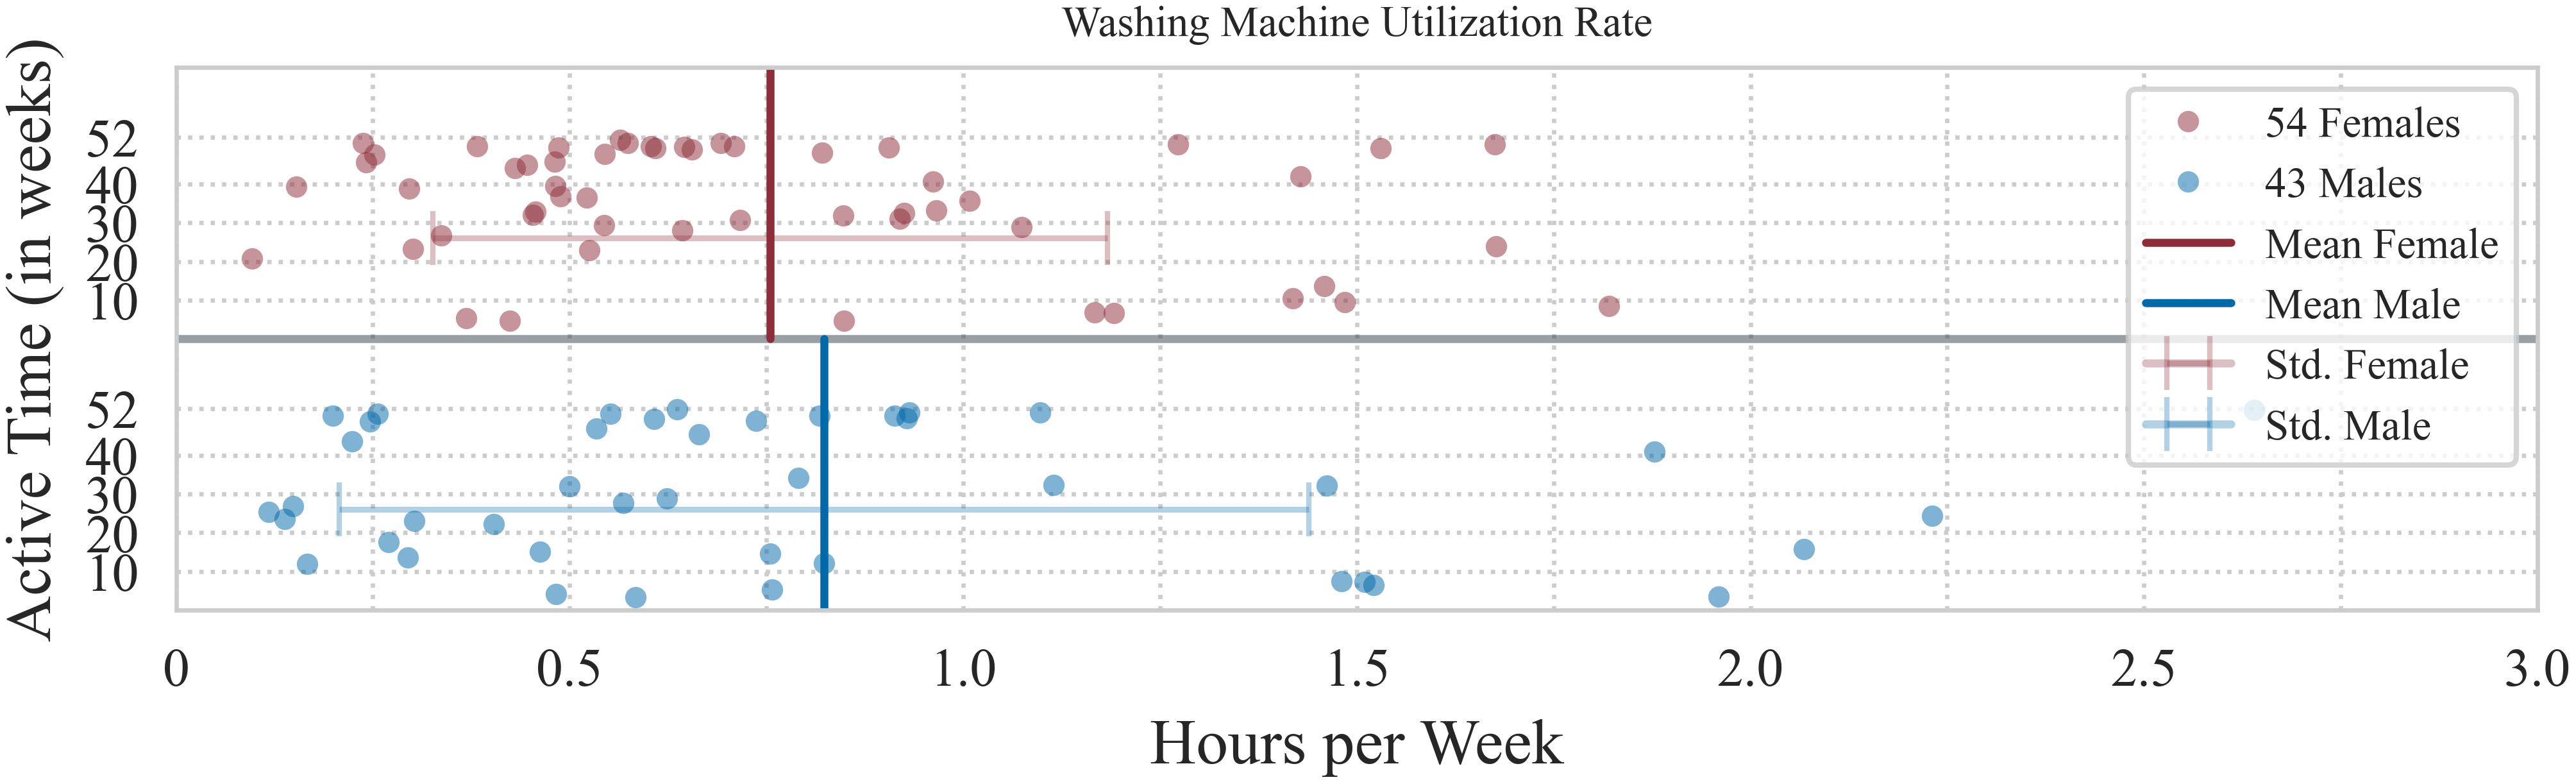 Washing Machine Utilization Rate
Active Time (in weeks)
52
40
30
20
10
52
40
30
20
10
54 Females
43 Males
Mean Female
Mean Male
Std. Female
Std. Male
0 0.5 1.0 1.5 2.0 2.5 3.0
Hours per Week